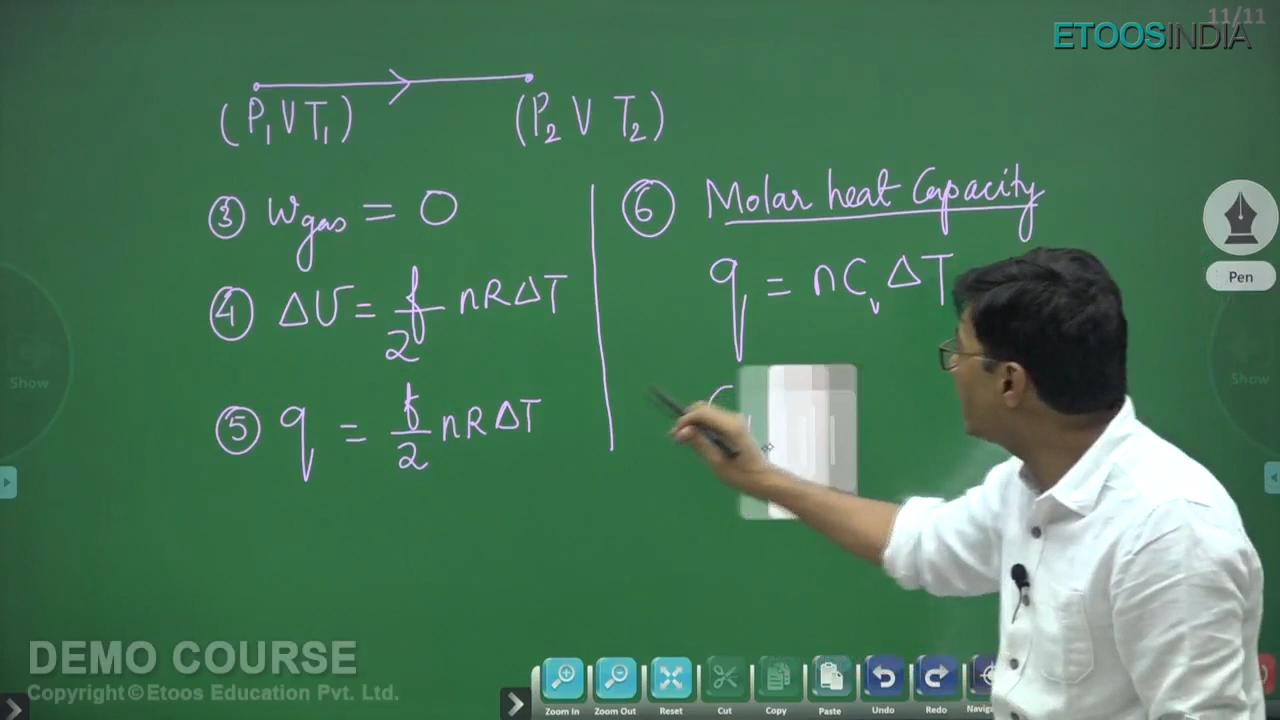 11/11
ETOOSINDIA
(P₁ V T₁) (P₂ V T₂)
③ Wgas = 0
④ ΔU = f/2 nRΔT
⑤ q = f/2 nRΔT
⑥ Molar heat Capacity
q = nCᵥΔT
Pen
Show
Show
DEMO COURSE
Copyright © Etoos Education Pvt. Ltd.
Zoom In Zoom Out Reset Cut Copy Paste Undo Redo